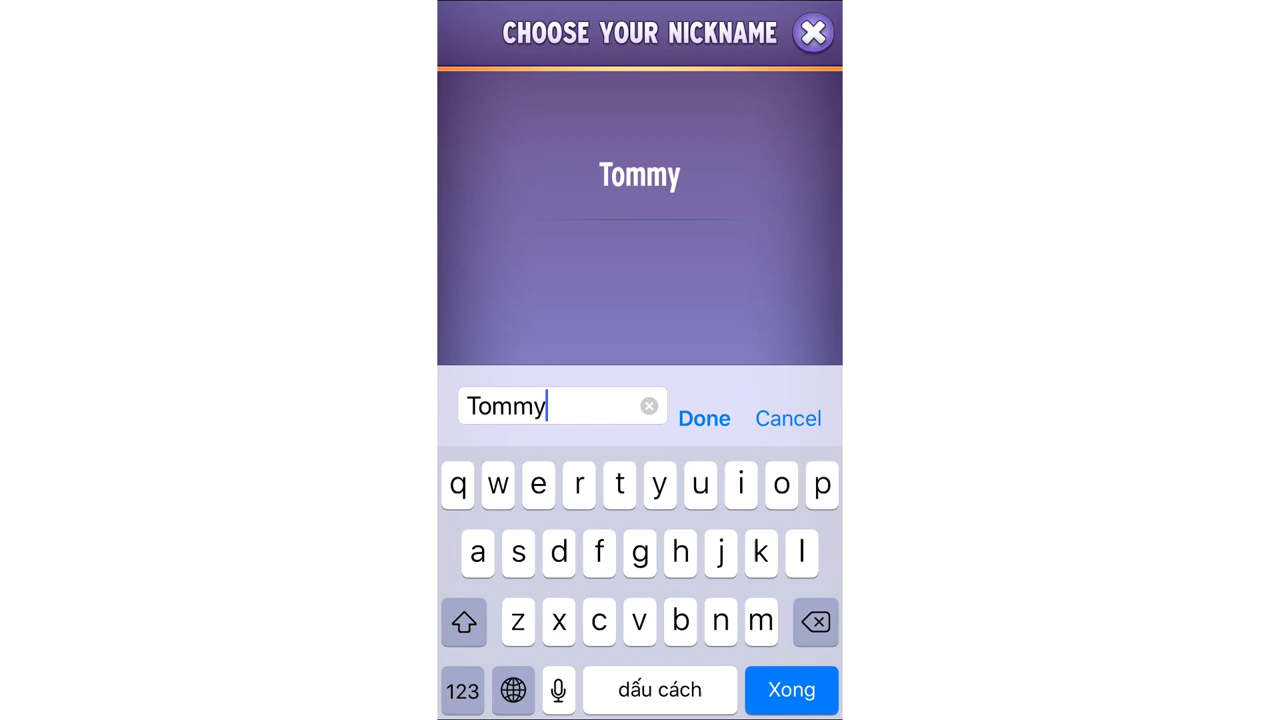 CHOOSE YOUR NICKNAME
Tommy
Tommy
Done Cancel
q w e r t y u i o p
a s d f g h j k l
z x c v b n m
123 dấu cách Xong